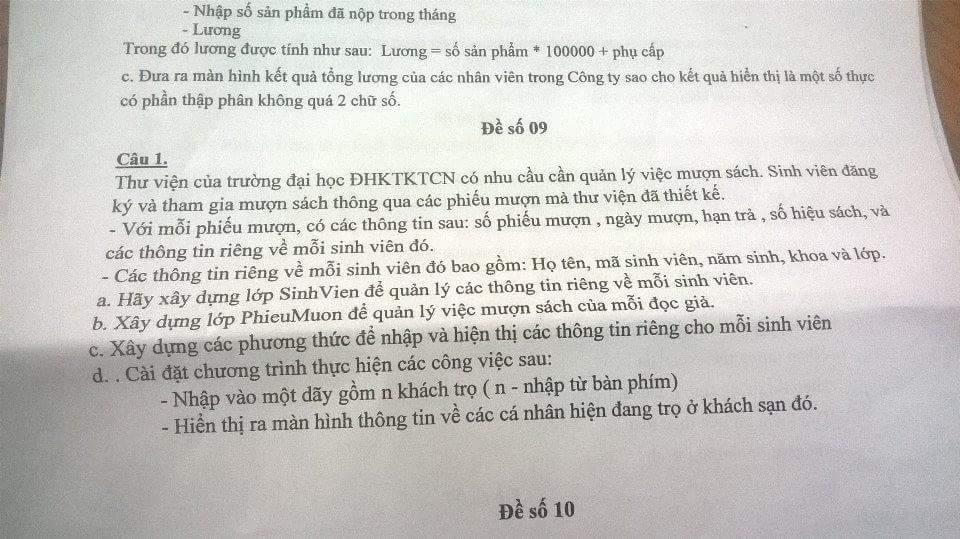 - Nhập số sản phẩm đã nộp trong tháng
- Lương
Trong đó lương được tính như sau: Lương = số sản phẩm * 100000 + phụ cấp
c. Đưa ra màn hình kết quả tổng lương của các nhân viên trong Công ty sao cho kết quả hiển thị là một số thực
có phần thập phân không quá 2 chữ số.
Đề số 09
Câu 1.
Thư viện của trường đại học ĐHKTKTCN có nhu cầu cần quản lý việc mượn sách. Sinh viên đăng
ký và tham gia mượn sách thông qua các phiếu mượn mà thư viện đã thiết kế.
- Với mỗi phiếu mượn, có các thông tin sau: số phiếu mượn , ngày mượn, hạn trả , số hiệu sách, và
các thông tin riêng về mỗi sinh viên đó.
- Các thông tin riêng về mỗi sinh viên đó bao gồm: Họ tên, mã sinh viên, năm sinh, khoa và lớp.
a. Hãy xây dựng lớp SinhVien để quản lý các thông tin riêng về mỗi sinh viên.
b. Xây dựng lớp PhieuMuon để quản lý việc mượn sách của mỗi đọc giả.
c. Xây dựng các phương thức để nhập và hiện thị các thông tin riêng cho mỗi sinh viên
d. . Cài đặt chương trình thực hiện các công việc sau:
- Nhập vào một dãy gồm n khách trọ ( n - nhập từ bàn phím)
- Hiển thị ra màn hình thông tin về các cá nhân hiện đang trọ ở khách sạn đó.
Đề số 10